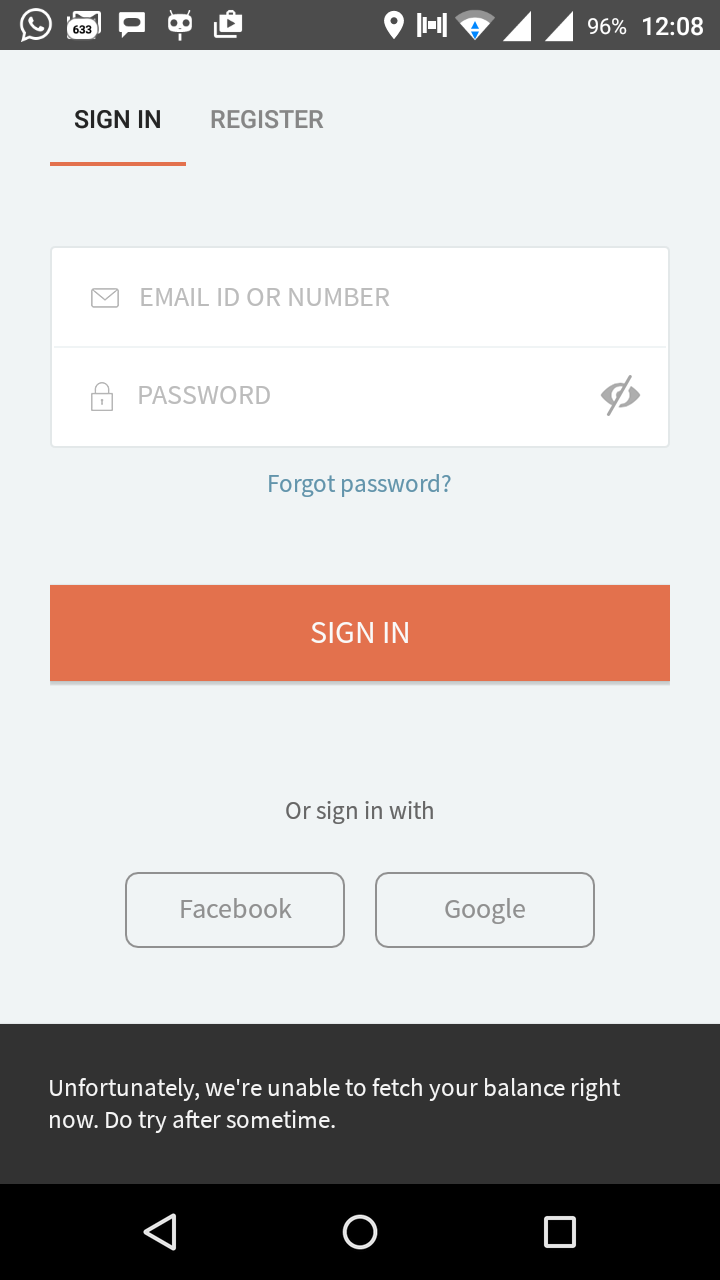 633
96% 12:08
SIGN IN REGISTER
EMAIL ID OR NUMBER
PASSWORD
Forgot password?
SIGN IN
Or sign in with
Facebook Google
Unfortunately, we're unable to fetch your balance right
now. Do try after sometime.